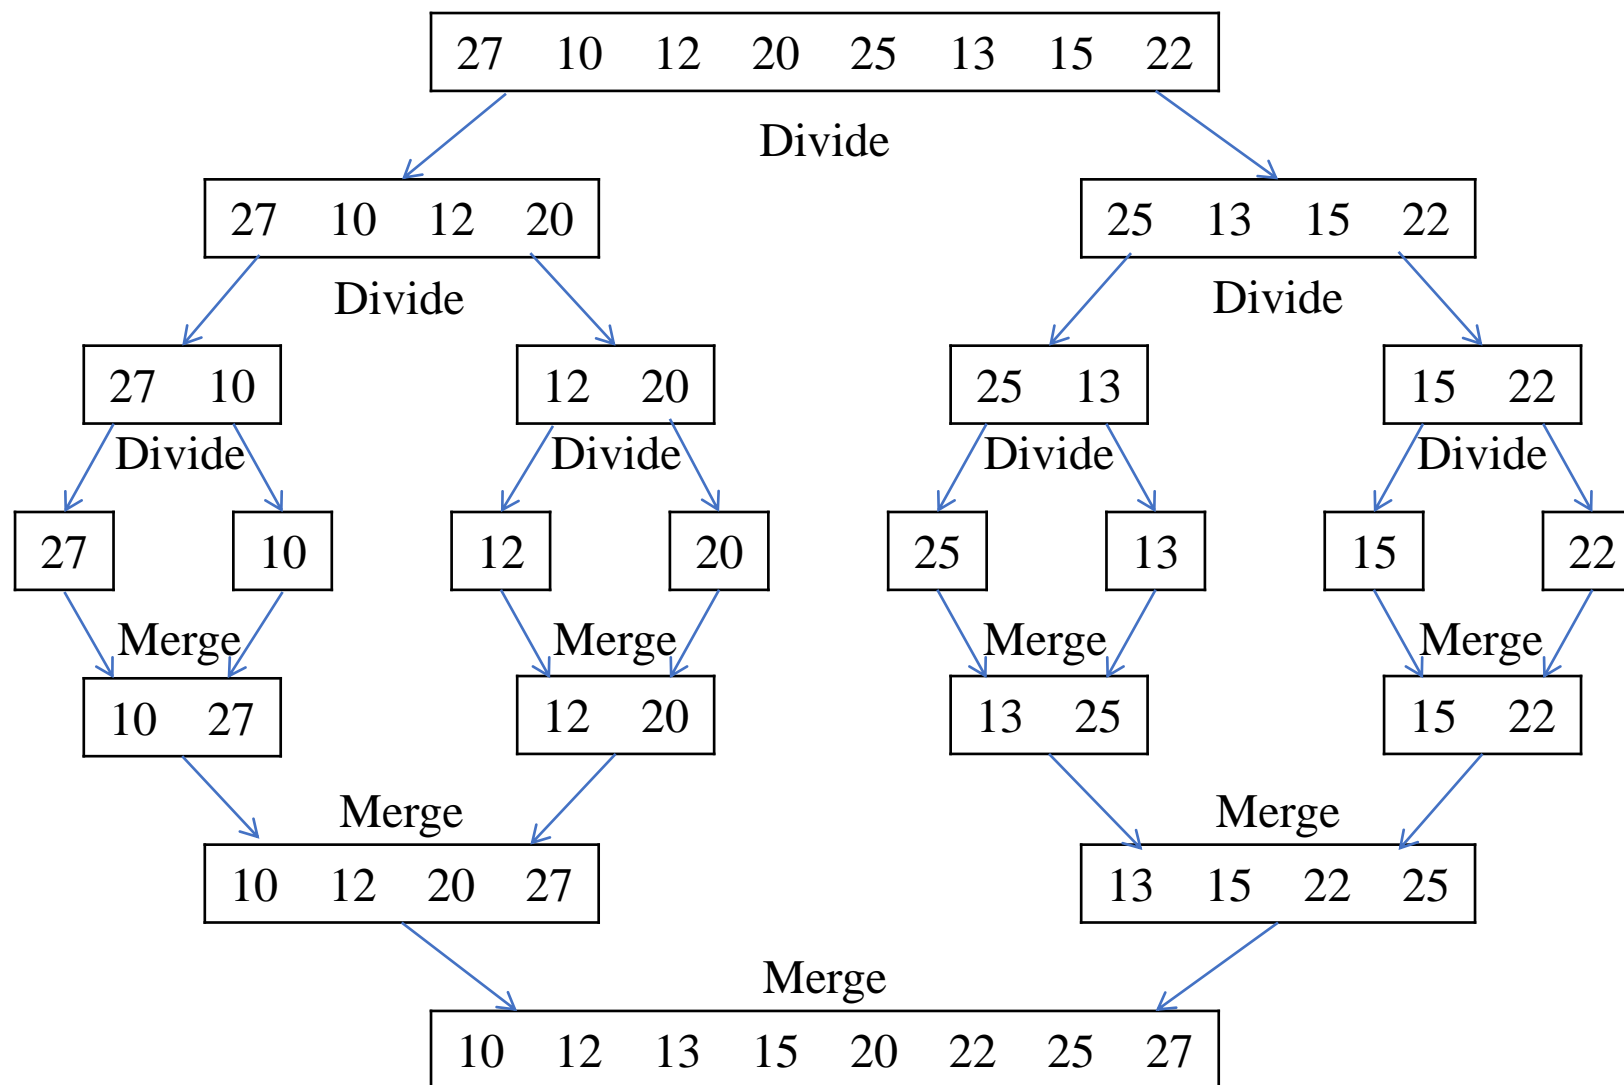 27 10 12 20 25 13 15 22
Divide
27 10 12 20
25 13 15 22
Divide
Divide
27 10
12 20
25 13
15 22
Divide
Divide
Divide
Divide
27
10
12
20
25
13
15
22
Merge
Merge
Merge
Merge
10 27
12 20
13 25
15 22
Merge
Merge
10 12 20 27
13 15 22 25
Merge
10 12 13 15 20 22 25 27